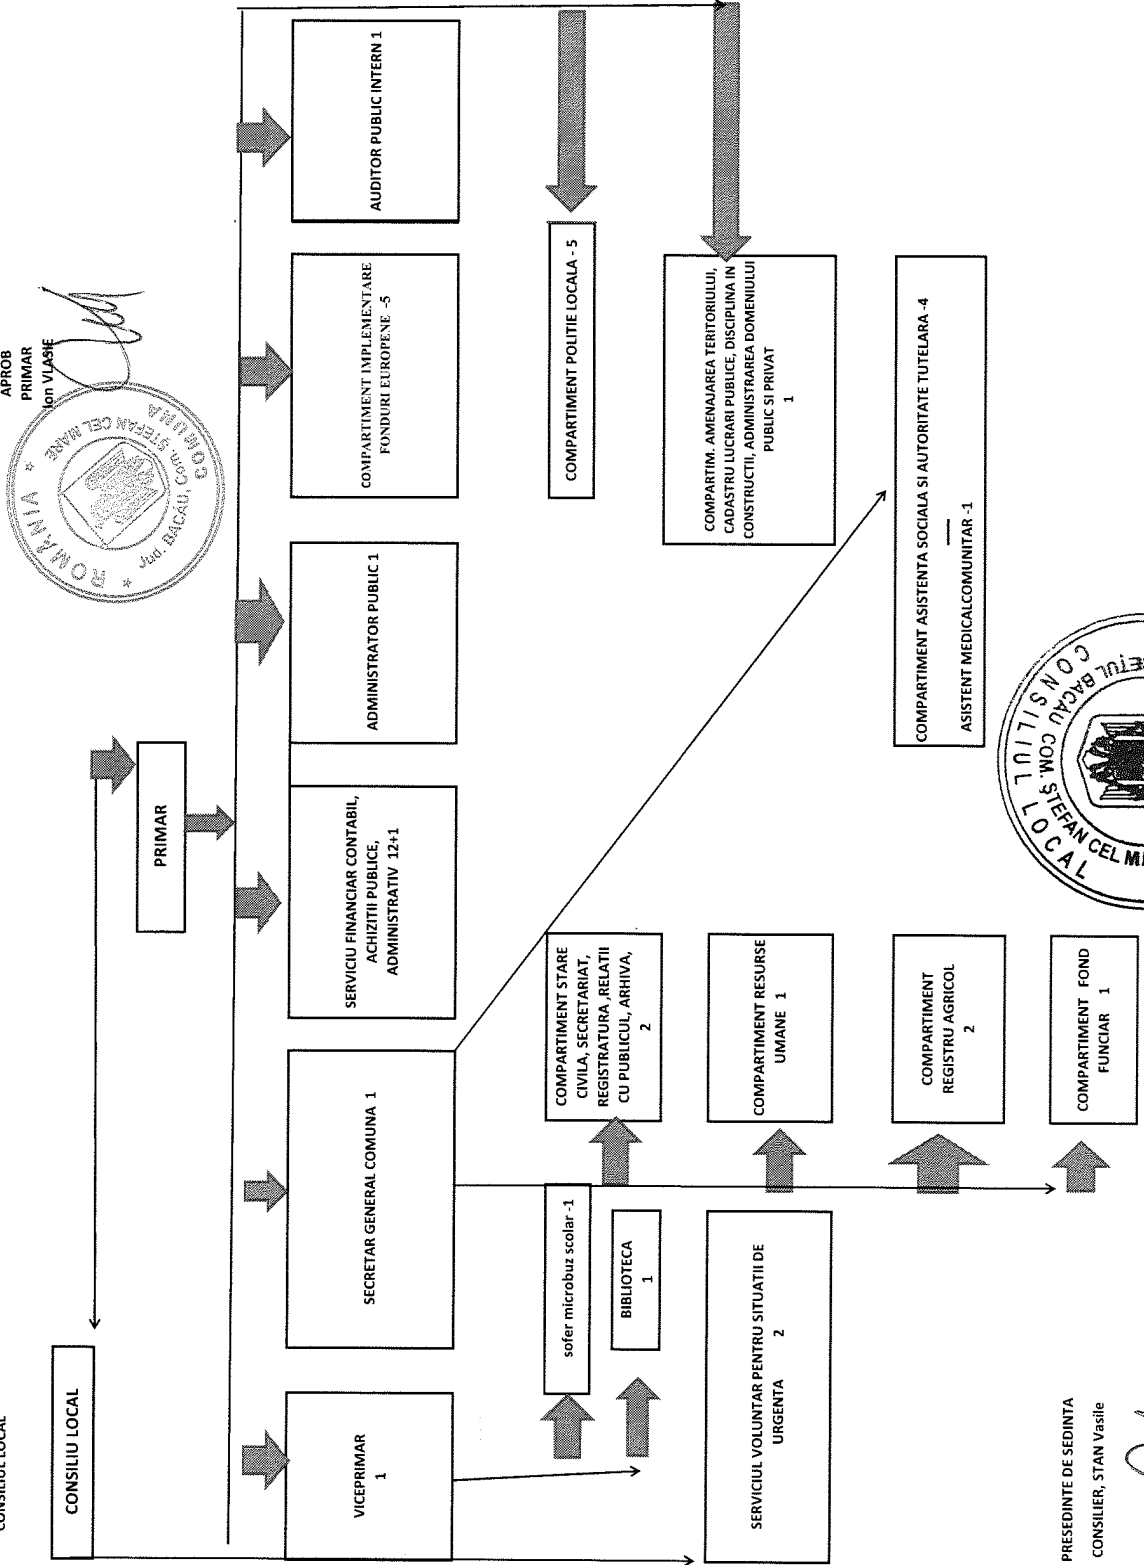 CONSILIUL LOCAL
APROB
PRIMAR
Ion VLASIE
* ROMANIA *
COMUNA
Jud. BACĂU, Com. ŞTEFAN CEL MARE
CONSILIU LOCAL
PRIMAR
VICEPRIMAR
1
SECRETAR GENERAL COMUNA 1
SERVICIU FINANCIAR CONTABIL,
ACHIZITII PUBLICE,
ADMINISTRATIV 12+1
ADMINISTRATOR PUBLIC 1
COMPARTIMENT IMPLEMENTARE
FONDURI EUROPENE -5
AUDITOR PUBLIC INTERN 1
sofer microbuz scolar -1
BIBLIOTECA
1
COMPARTIMENT STARE
CIVILA, SECRETARIAT,
REGISTRATURA ,RELATII
CU PUBLICUL, ARHIVA,
2
COMPARTIMENT POLITIE LOCALA - 5
SERVICIUL VOLUNTAR PENTRU SITUATII DE
URGENTA 2
COMPARTIMENT RESURSE
UMANE 1
COMPARTIM. AMENAJAREA TERITORIULUI,
CADASTRU LUCRARI PUBLICE, DISCIPLINA IN
CONSTRUCTII, ADMINISTRAREA DOMENIULUI
PUBLIC SI PRIVAT
1
COMPARTIMENT
REGISTRU AGRICOL
2
COMPARTIMENT ASISTENTA SOCIALA SI AUTORITATE TUTELARA -4
ASISTENT MEDICALCOMUNITAR -1
COMPARTIMENT FOND
FUNCIAR 1
PRESEDINTE DE SEDINTA
CONSILIER, STAN Vasile
CONSILIUL LOCAL
BACĂU COM. ŞTEFAN CEL